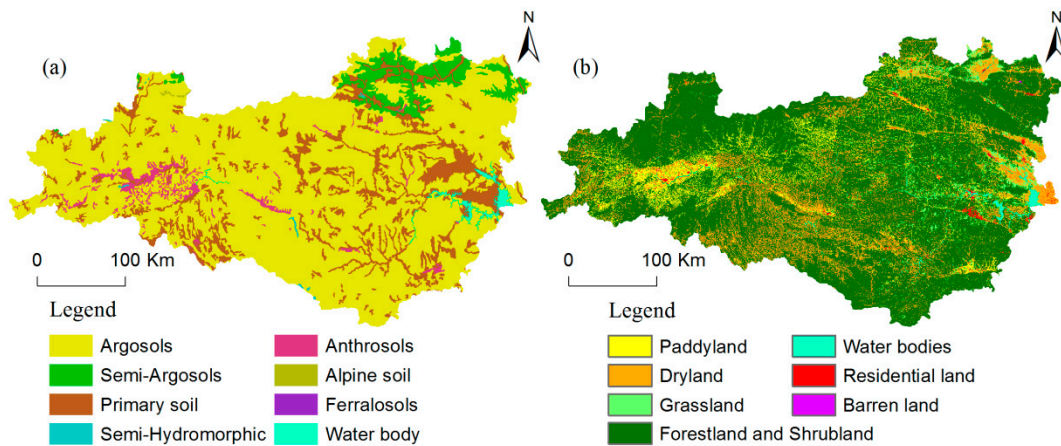 (a)
N
0 100 Km
Legend
Argosols
Semi-Argosols
Primary soil
Semi-Hydromorphic
Anthrosols
Alpine soil
Ferralosols
Water body
(b)
N
0 100 Km
Legend
Paddyland
Dryland
Grassland
Forestland and Shrubland
Water bodies
Residential land
Barren land